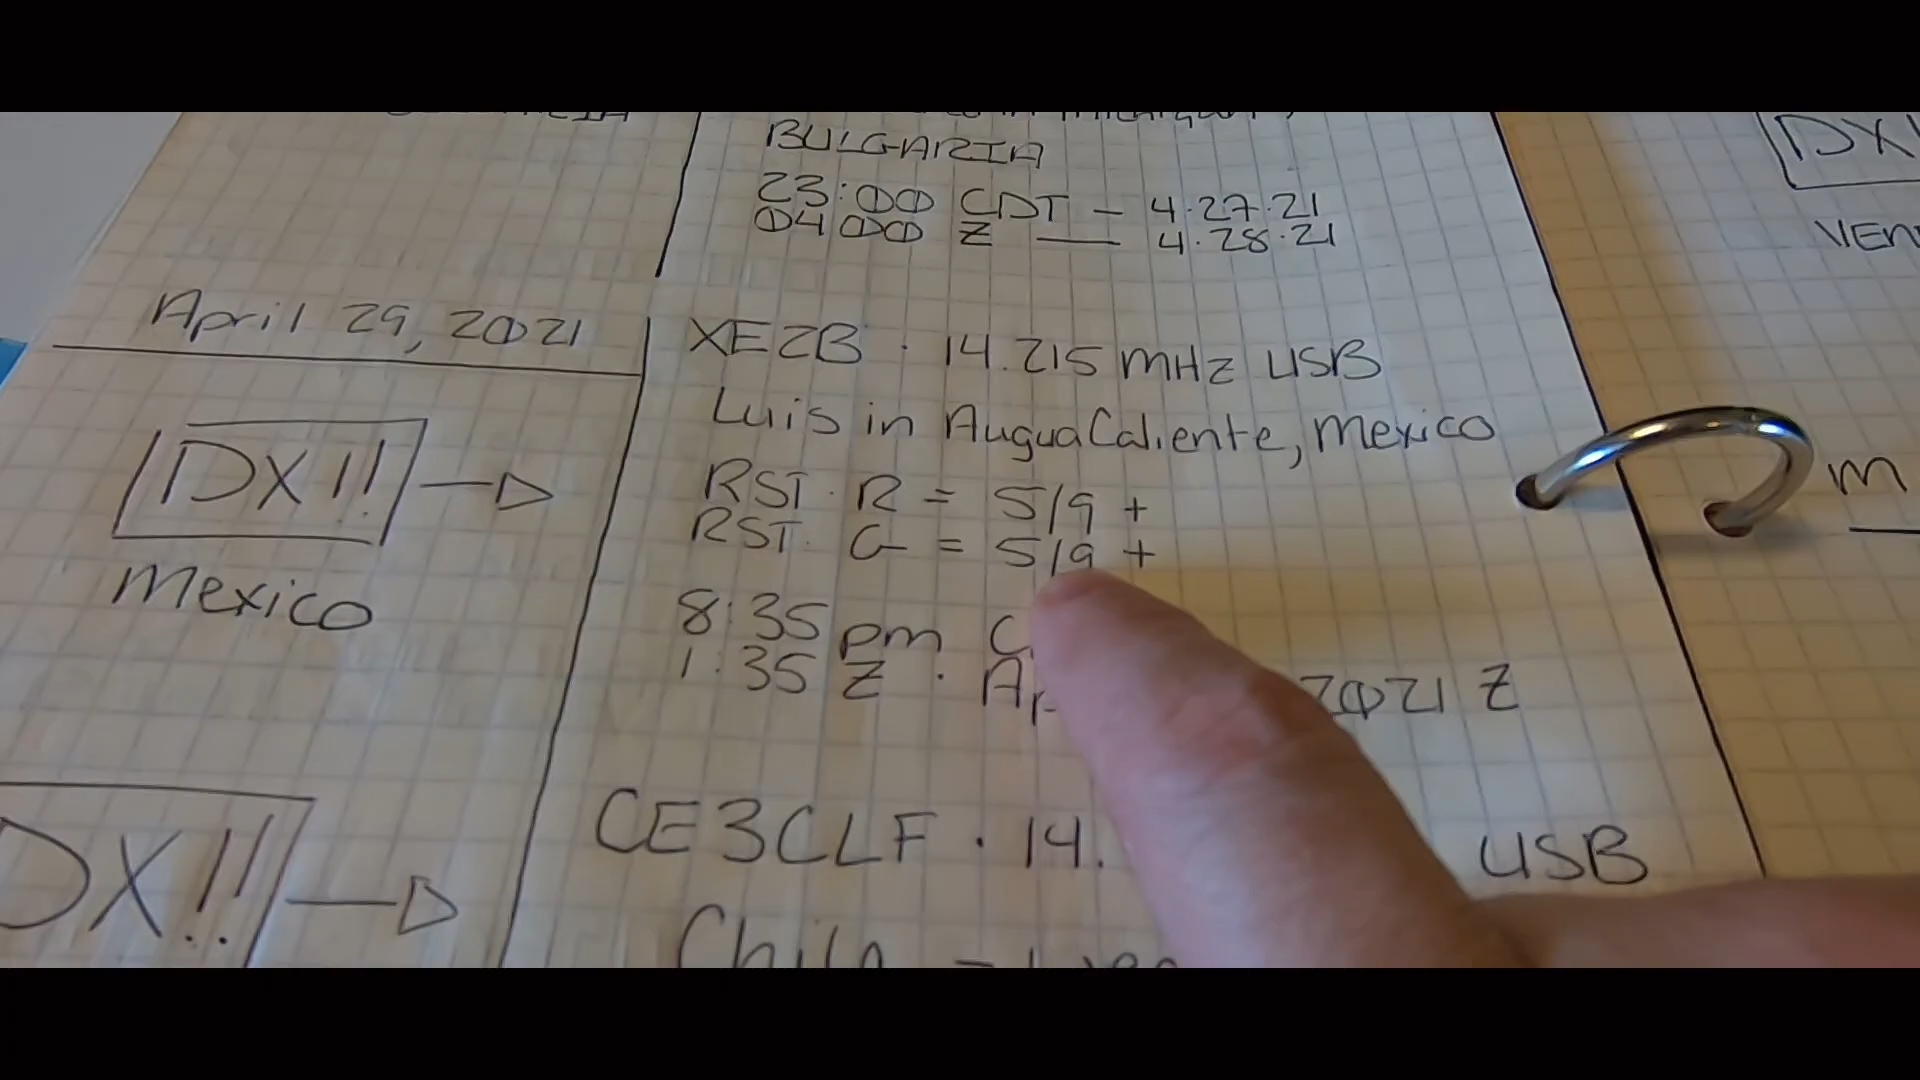 BULGARIA
23:00 CDT — 4.27.21
0400 Z — 4.28.21
April 29, 2021
XE2B · 14.215 MHz USB
Luis in AuguaCaliente, Mexico
DX!!
RST. R = 5/9 +
RST. G = 5/9 +
Mexico
8:35 pm
1:35 Z ·
2021 Z
CE3CLF · 14.
USB
DX!!
DX
M